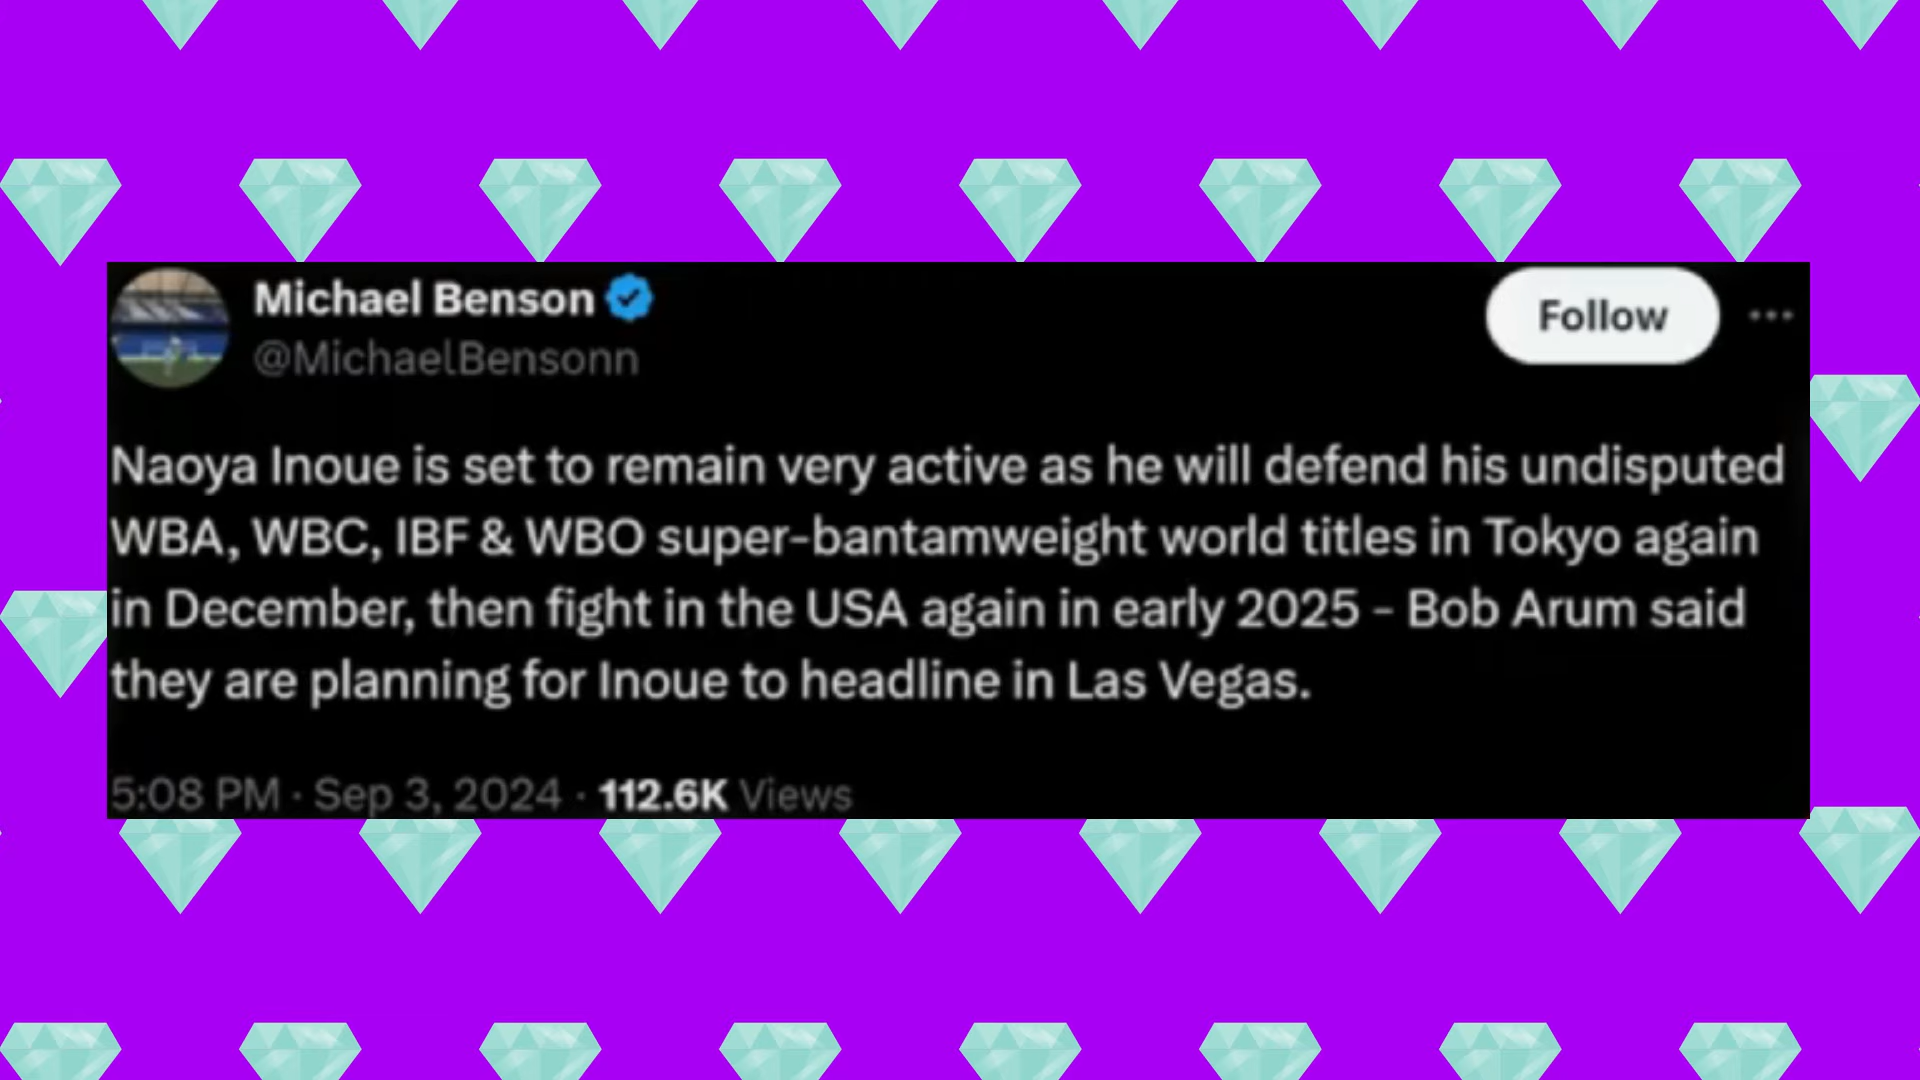 Michael Benson
@MichaelBensonn
Follow
Naoya Inoue is set to remain very active as he will defend his undisputed
WBA, WBC, IBF & WBO super-bantamweight world titles in Tokyo again
in December, then fight in the USA again in early 2025 - Bob Arum said
they are planning for Inoue to headline in Las Vegas.
5:08 PM · Sep 3, 2024 · 112.6K Views